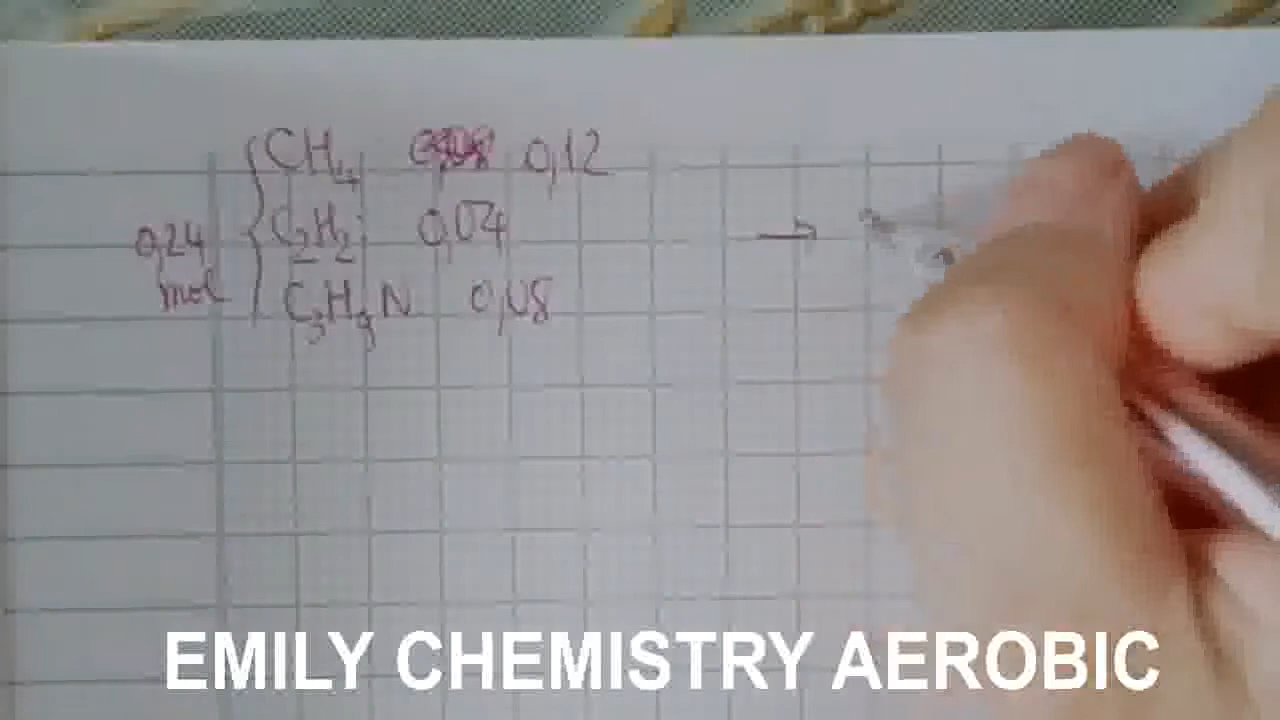 CH₄ 0,12
C₂H₂ 0,04
0,24 mol
C₃H₉N 0,08
→
EMILY CHEMISTRY AEROBIC